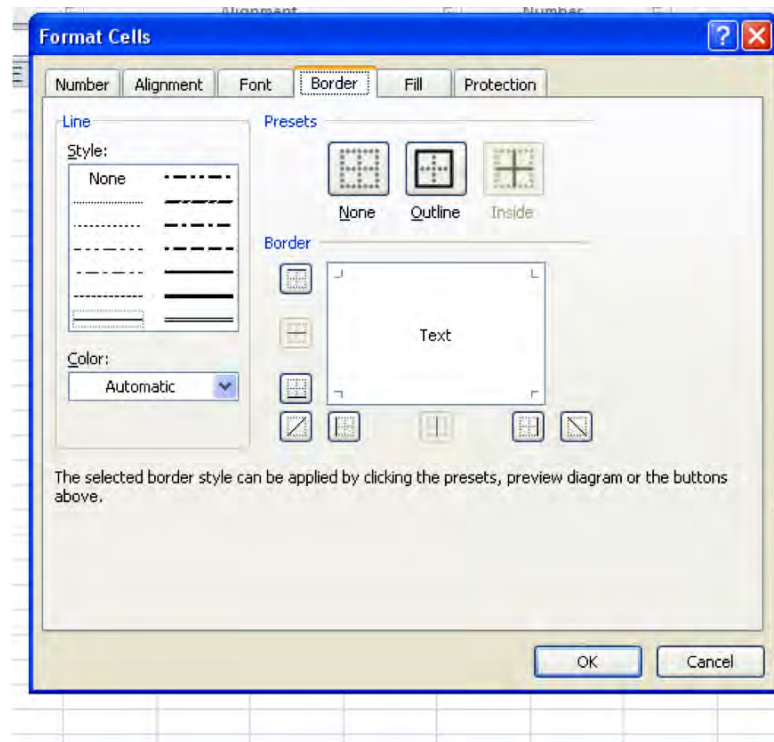 Alignment Number
Format Cells
Number Alignment Font Border Fill Protection
Line
Style:
None
Color:
Automatic
Presets
None Outline Inside
Border
Text
The selected border style can be applied by clicking the presets, preview diagram or the buttons
above.
OK Cancel